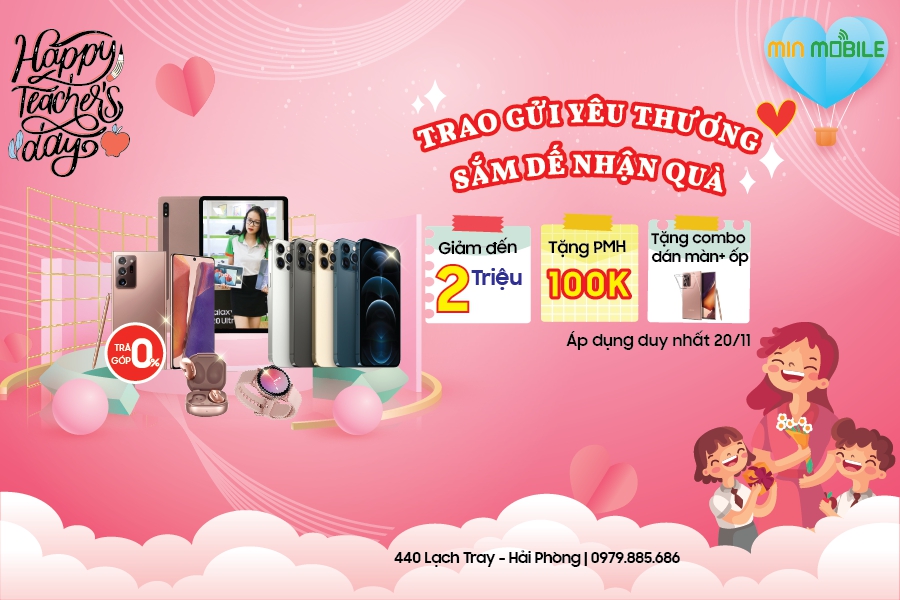 Happy
Teacher's
day
MIN MOBILE
TRAO GỬI YÊU THƯƠNG
SẮM DẾ NHẬN QUÀ
Giảm đến
2 Triệu
Tặng PMH
100K
Tặng combo
dán màn+ ốp
Áp dụng duy nhất 20/11
TRẢ
GÓP 0%
440 Lạch Tray - Hải Phòng | 0979.885.686